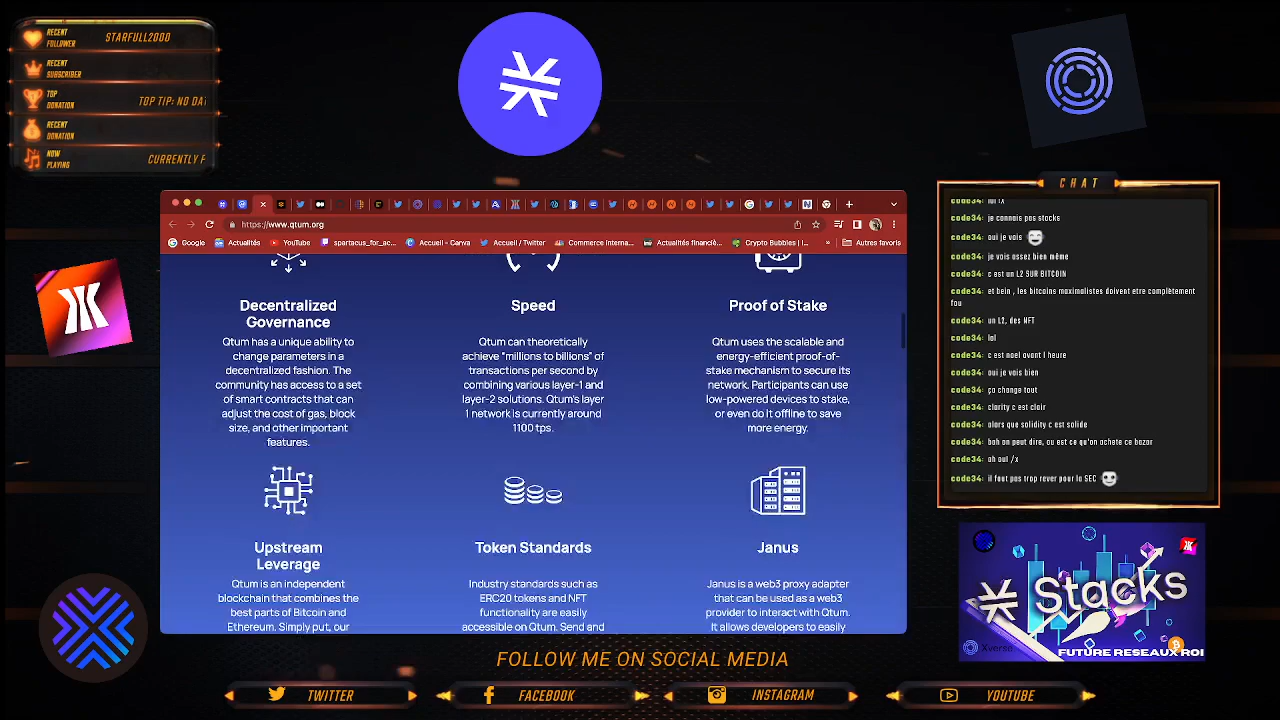 RECENT
FOLLOWER
STARFULL2000
RECENT
SUBSCRIBER
TOP
DONATION
TOP TIP: NO DA
RECENT
DONATION
NOW
PLAYING
CURRENTLY
https://www.qtum.org
Google
Actualités
YouTube
spartacus_for_ac...
Accueil – Canva
Accueil / Twitter
Commerce Interna...
Actualités financiè...
Crypto Bubbles | I...
»
Autres favoris
Decentralized
Governance
Qtum has a unique ability to
change parameters in a
decentralized fashion. The
community has access to a set
of smart contracts that can
adjust the cost of gas, block
size, and other important
features.
Speed
Qtum can theoretically
achieve "millions to billions" of
transactions per second by
combining various layer-1 and
layer-2 solutions. Qtum's layer
1 network is currently around
1100 tps.
Proof of Stake
Qtum uses the scalable and
energy-efficient proof-of-
stake mechanism to secure its
network. Participants can use
low-powered devices to stake,
or even do it offline to save
more energy.
Upstream
Leverage
Qtum is an independent
blockchain that combines the
best parts of Bitcoin and
Ethereum. Simply put, our
Token Standards
Industry standards such as
ERC20 tokens and NFT
functionality are easily
accessible on Qtum. Send and
Janus
Janus is a web3 proxy adapter
that can be used as a web3
provider to interact with Qtum.
It allows developers to easily
CHAT
code34: je connais pas stacks
code34: oui je vois
code34: je vois assez bien même
code34: c est un L2 SUR BITCOIN
code34: et bein , les bitcoins maximalistes doivent etre complètement
fou
code34: un L2, des NFT
code34: lol
code34: c est noel avant l heure
code34: oui je vais bien
code34: ça change tout
code34: clarity c est clair
code34: alors que solidity c est solide
code34: bah on peut dire, ou est ce qu'on achete ce bazar
code34: ah oui /x
code34: il faut pas trop rever pour la SEC
Stacks
Xverse
FUTURE RESEAUX ROI
FOLLOW ME ON SOCIAL MEDIA
TWITTER
FACEBOOK
INSTAGRAM
YOUTUBE